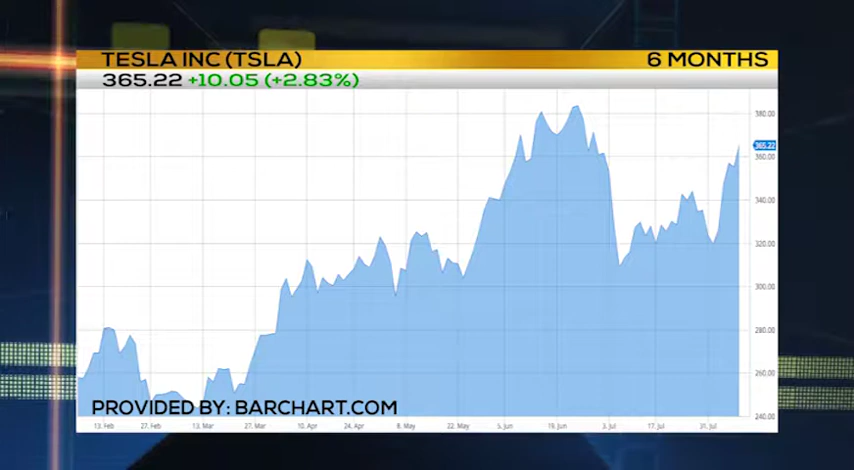 TESLA INC (TSLA) 6 MONTHS
365.22 +10.05 (+2.83%)
380.00
365.22
360.00
340.00
320.00
300.00
280.00
260.00
240.00
PROVIDED BY: BARCHART.COM
13. Feb 27. Feb 13. Mar 27. Mar 10. Apr 24. Apr 8. May 22. May 5. Jun 19. Jun 3. Jul 17. Jul 31. Jul